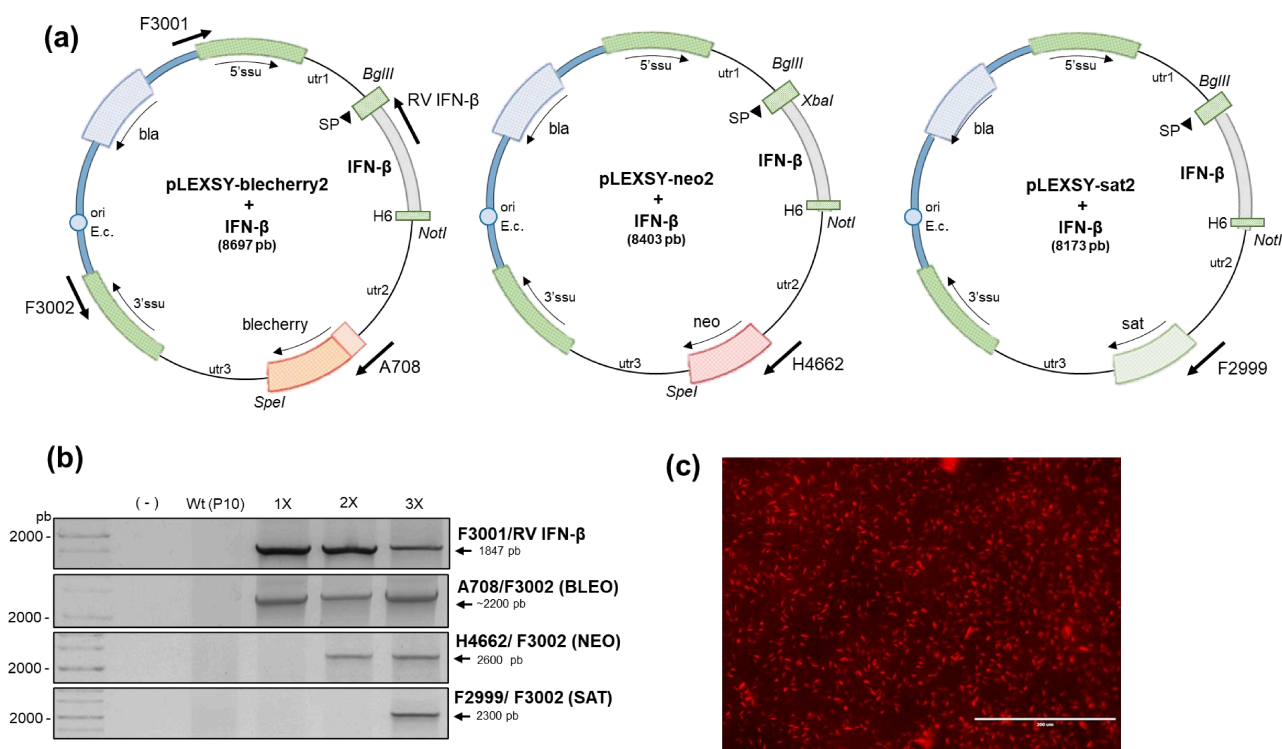 (a)
F3001
5'ssu
utr1
BglII
RV IFN-β
SP
bla
IFN-β
pLEXSY-blecherry2
+
IFN-β
(8697 pb)
ori
E.c.
H6
NotI
F3002
3'ssu
utr2
blecherry
A708
utr3
SpeI
5'ssu
utr1
BglII
XbaI
SP
bla
IFN-β
pLEXSY-neo2
+
IFN-β
(8403 pb)
ori
E.c.
H6
NotI
3'ssu
utr2
neo
H4662
utr3
SpeI
5'ssu
utr1
BglII
SP
bla
IFN-β
pLEXSY-sat2
+
IFN-β
(8173 pb)
ori
E.c.
H6
NotI
3'ssu
utr2
sat
F2999
utr3
(b)
(-) Wt (P10) 1X 2X 3X
pb
2000 -
F3001/RV IFN-β
1847 pb
A708/F3002 (BLEO)
~2200 pb
2000 -
H4662/ F3002 (NEO)
2600 pb
2000 -
F2999/ F3002 (SAT)
2300 pb
2000 -
(c)
200 um